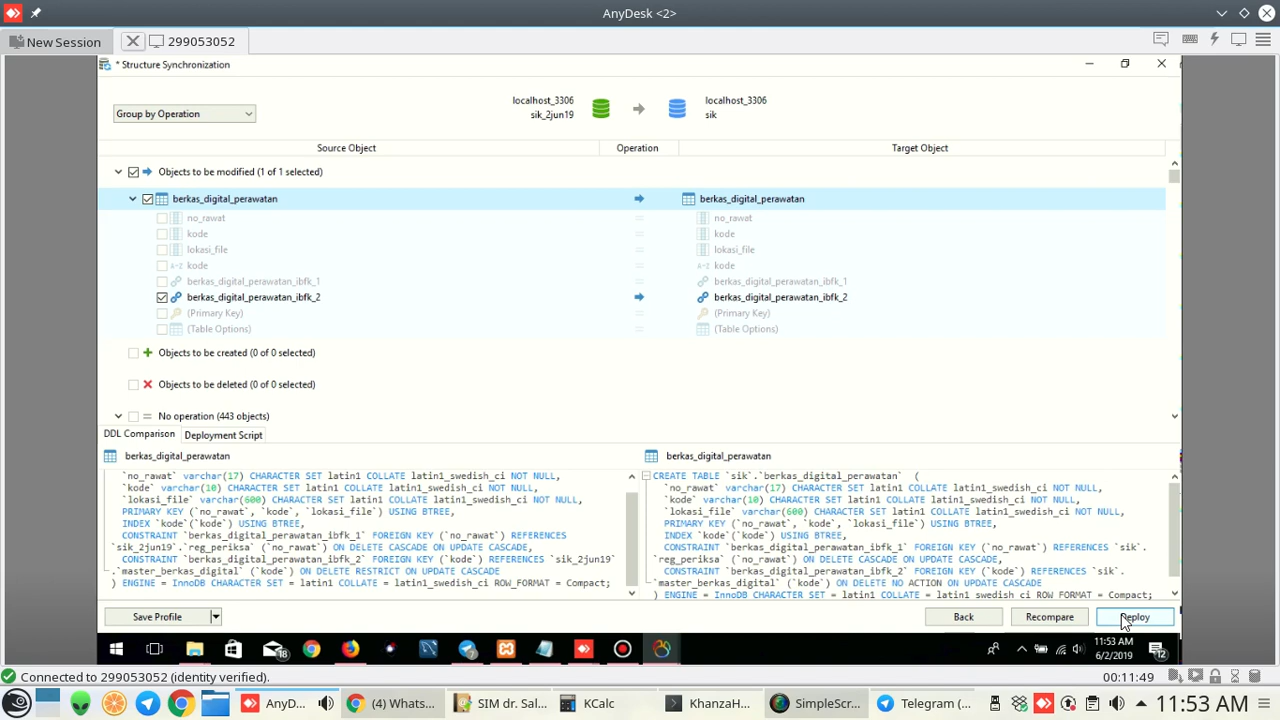 AnyDesk <2>
New Session
299053052
* Structure Synchronization
Group by Operation
localhost_3306
sik_2jun19
localhost_3306
sik
Source Object
Operation
Target Object
Objects to be modified (1 of 1 selected)
berkas_digital_perawatan
berkas_digital_perawatan
no_rawat
no_rawat
kode
kode
lokasi_file
lokasi_file
A-Z kode
A-Z kode
berkas_digital_perawatan_ibfk_1
berkas_digital_perawatan_ibfk_1
berkas_digital_perawatan_ibfk_2
berkas_digital_perawatan_ibfk_2
(Primary Key)
(Primary Key)
(Table Options)
(Table Options)
Objects to be created (0 of 0 selected)
Objects to be deleted (0 of 0 selected)
No operation (443 objects)
DDL Comparison
Deployment Script
berkas_digital_perawatan
`no_rawat` varchar(17) CHARACTER SET latin1 COLLATE latin1_swedish_ci NOT NULL,
`kode` varchar(10) CHARACTER SET latin1 COLLATE latin1_swedish_ci NOT NULL,
`lokasi_file` varchar(600) CHARACTER SET latin1 COLLATE latin1_swedish_ci NOT NULL,
PRIMARY KEY (`no_rawat`, `kode`, `lokasi_file`) USING BTREE,
INDEX `kode`(`kode`) USING BTREE,
CONSTRAINT `berkas_digital_perawatan_ibfk_1` FOREIGN KEY (`no_rawat`) REFERENCES
`sik_2jun19`.`reg_periksa` (`no_rawat`) ON DELETE CASCADE ON UPDATE CASCADE,
CONSTRAINT `berkas_digital_perawatan_ibfk_2` FOREIGN KEY (`kode`) REFERENCES `sik_2jun19`
.`master_berkas_digital` (`kode`) ON DELETE RESTRICT ON UPDATE CASCADE
) ENGINE = InnoDB CHARACTER SET = latin1 COLLATE = latin1_swedish_ci ROW_FORMAT = Compact;
berkas_digital_perawatan
CREATE TABLE `sik`.`berkas_digital_perawatan` (
`no_rawat` varchar(17) CHARACTER SET latin1 COLLATE latin1_swedish_ci NOT NULL,
`kode` varchar(10) CHARACTER SET latin1 COLLATE latin1_swedish_ci NOT NULL,
`lokasi_file` varchar(600) CHARACTER SET latin1 COLLATE latin1_swedish_ci NOT NULL,
PRIMARY KEY (`no_rawat`, `kode`, `lokasi_file`) USING BTREE,
INDEX `kode`(`kode`) USING BTREE,
CONSTRAINT `berkas_digital_perawatan_ibfk_1` FOREIGN KEY (`no_rawat`) REFERENCES `sik`.
`reg_periksa` (`no_rawat`) ON DELETE CASCADE ON UPDATE CASCADE,
CONSTRAINT `berkas_digital_perawatan_ibfk_2` FOREIGN KEY (`kode`) REFERENCES `sik`.
`master_berkas_digital` (`kode`) ON DELETE NO ACTION ON UPDATE CASCADE
) ENGINE = InnoDB CHARACTER SET = latin1 COLLATE = latin1_swedish_ci ROW_FORMAT = Compact;
Save Profile
Back
Recompare
Deploy
18
11:53 AM
6/2/2019
12
Connected to 299053052 (identity verified).
00:11:49
AnyD...
(4) Whats...
SIM dr. Sal...
KCalc
KhanzaH...
SimpleScr...
Telegram (...
11:53 AM